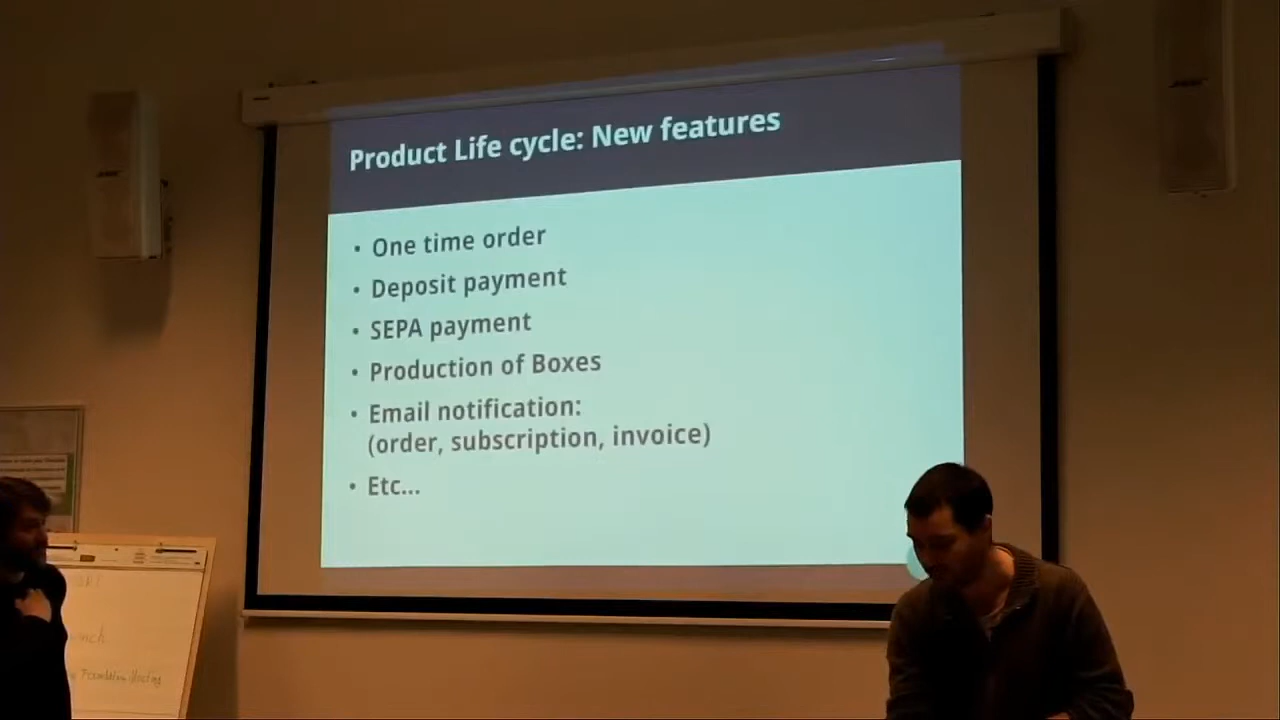 Product Life cycle: New features
• One time order
• Deposit payment
• SEPA payment
• Production of Boxes
• Email notification:
(order, subscription, invoice)
• Etc...